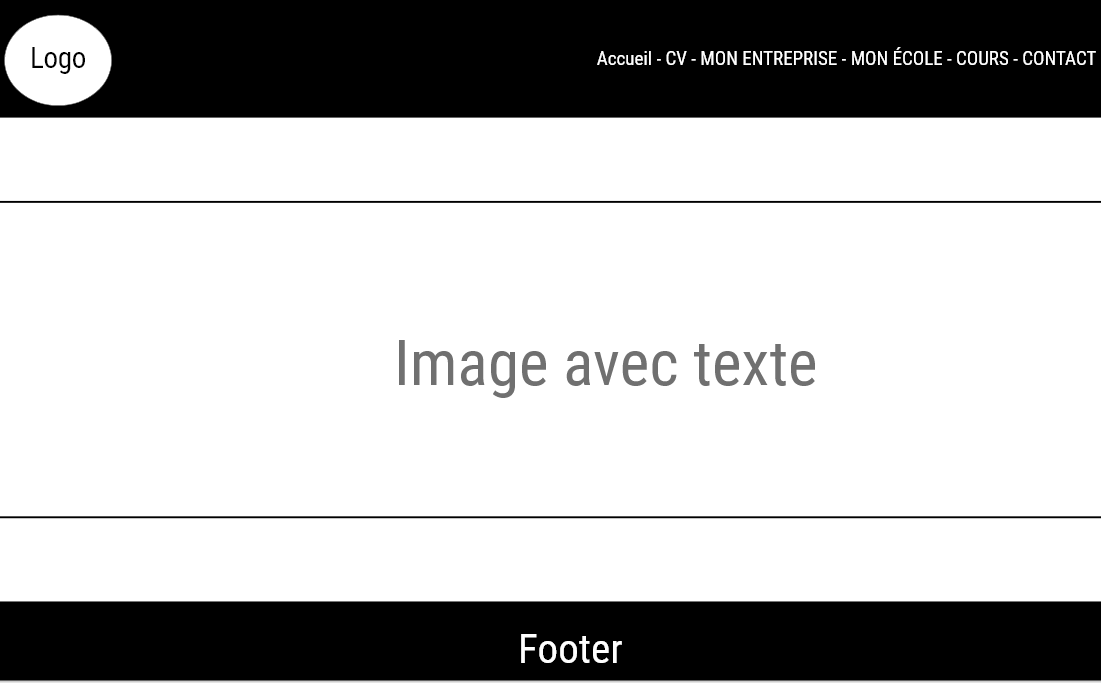 Logo
Accueil - CV - MON ENTREPRISE - MON ÉCOLE - COURS - CONTACT
Image avec texte
Footer